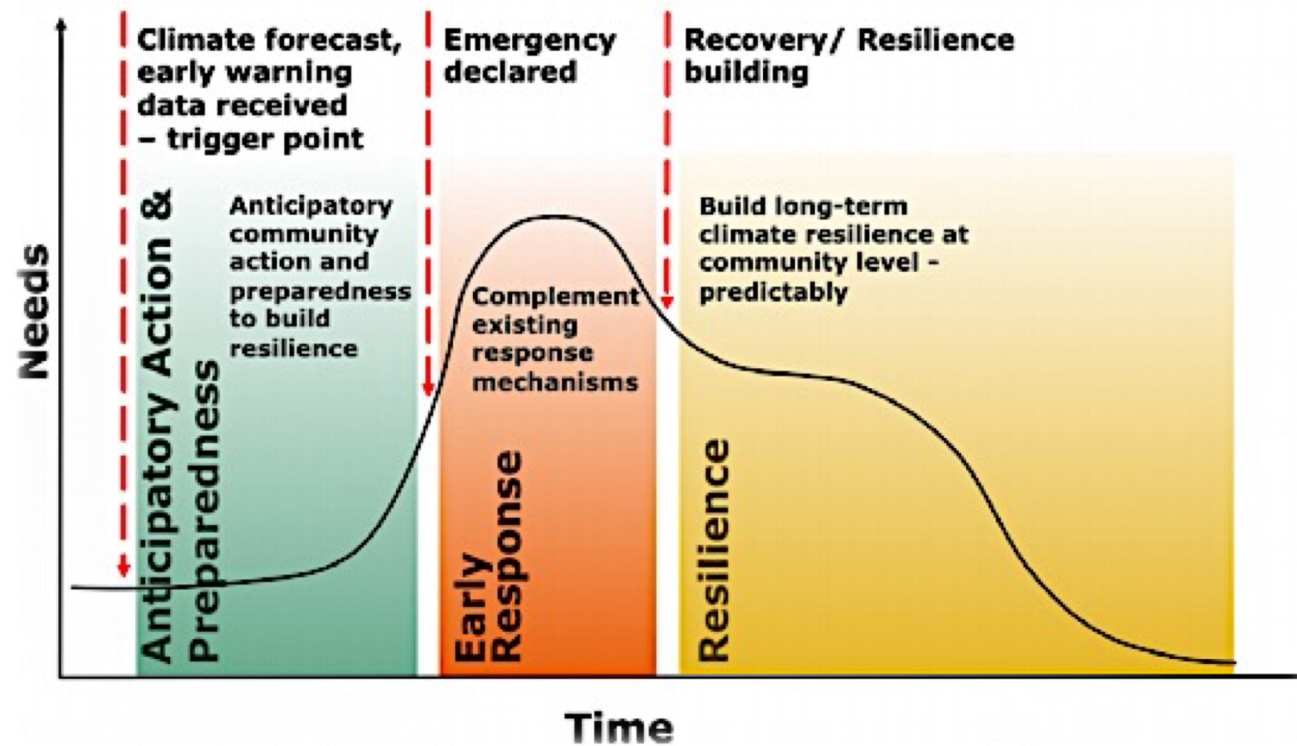 Climate forecast,
early warning
data received
– trigger point
Emergency
declared
Recovery/ Resilience
building
Anticipatory Action &
Preparedness
Anticipatory
community
action and
preparedness
to build
resilience
Complement
existing
response
mechanisms
Early
Response
Build long-term
climate resilience at
community level -
predictably
Resilience
Needs
Time